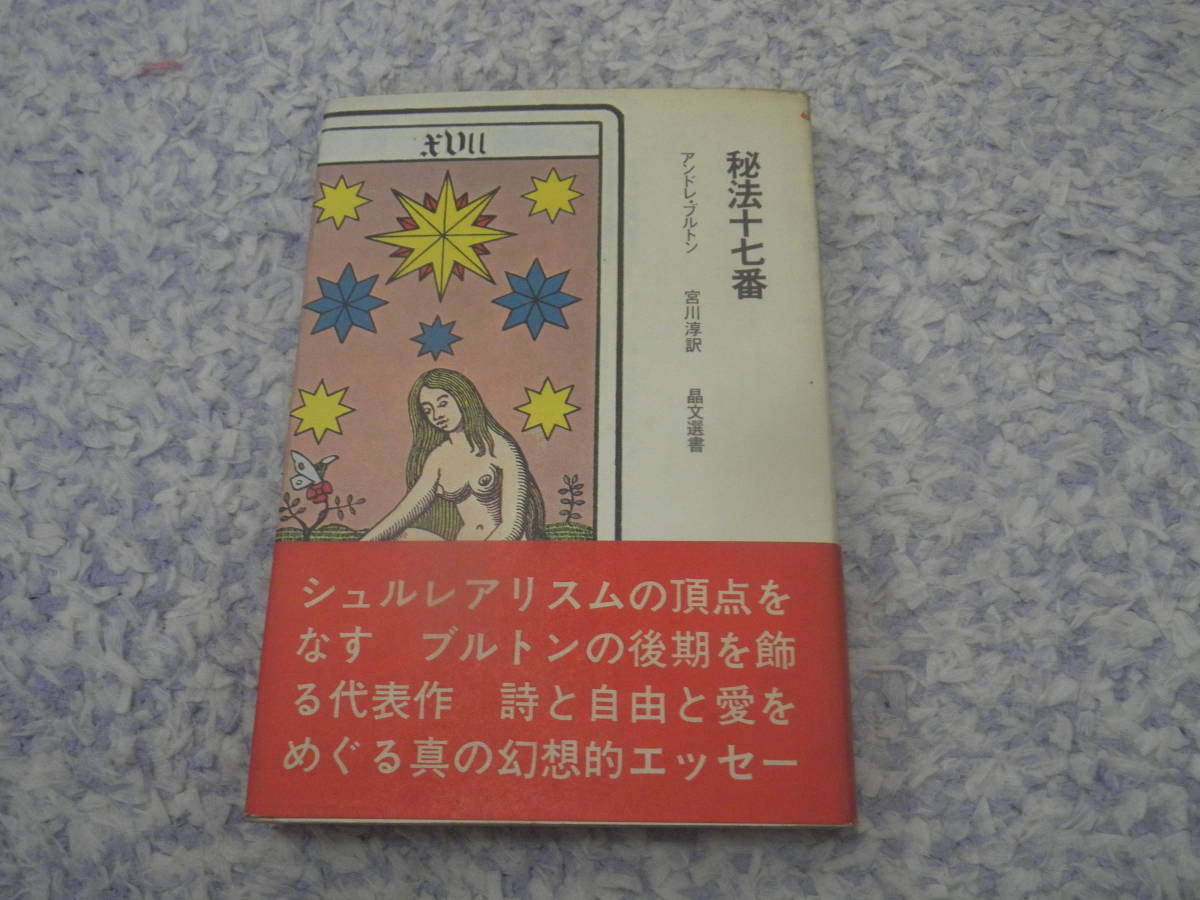 XVII
秘法十七番
アンドレ・ブルトン　宮川淳訳　晶文選書
シュルレアリスムの頂点を
なす　ブルトンの後期を飾
る代表作　詩と自由と愛を
めぐる真の幻想的エッセー